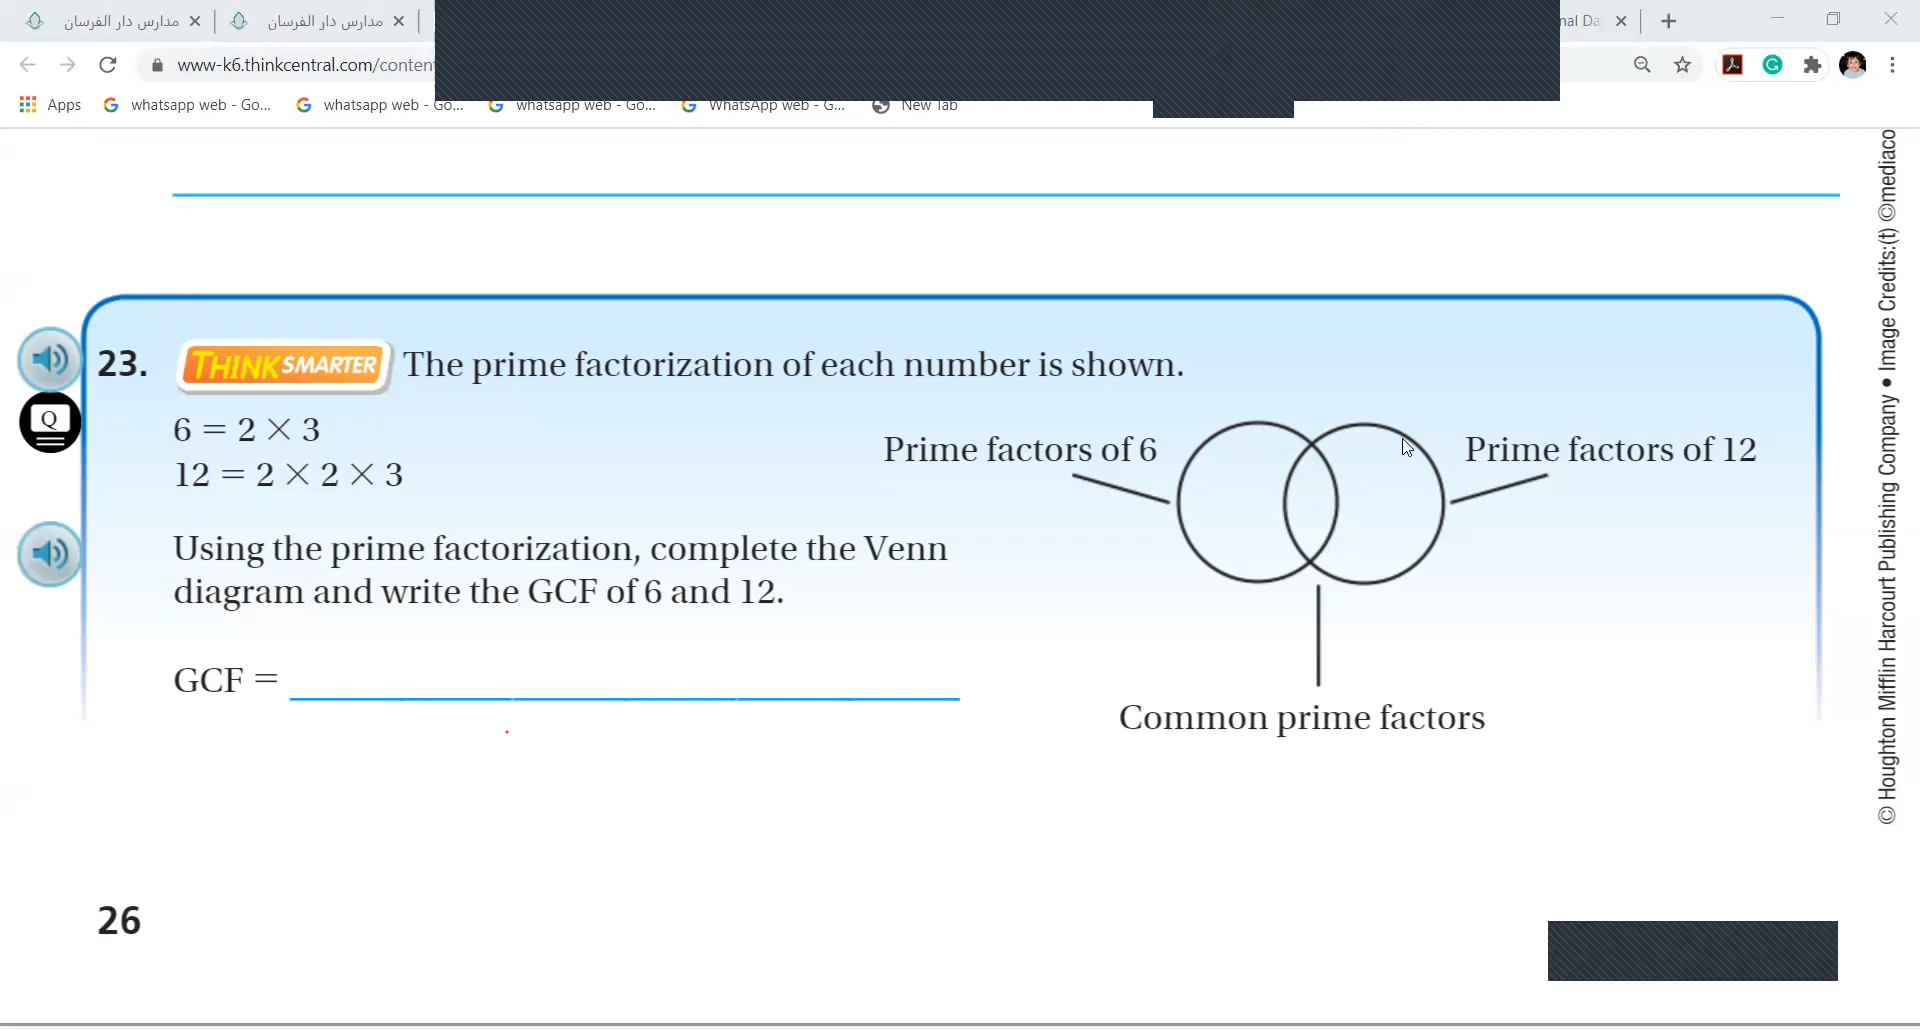 مدارس دار الفرسان
مدارس دار الفرسان
nal Da
www-k6.thinkcentral.com/conten
Apps
whatsapp web - Go...
whatsapp web - Go...
whatsapp web - Go...
WhatsApp web - G...
New Tab
23. THINK SMARTER The prime factorization of each number is shown.
6 = 2 × 3
12 = 2 × 2 × 3
Prime factors of 6
Prime factors of 12
Using the prime factorization, complete the Venn
diagram and write the GCF of 6 and 12.
GCF =
Common prime factors
26
© Houghton Mifflin Harcourt Publishing Company • Image Credits:(t) ©mediaco
Q